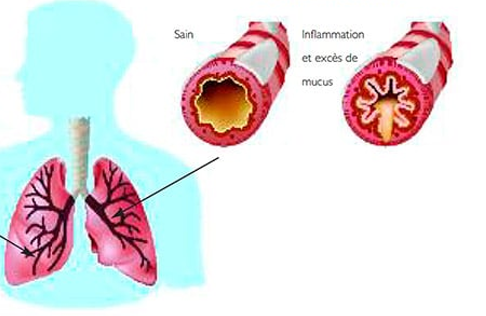 Sain
Inflammation
et excès de
mucus